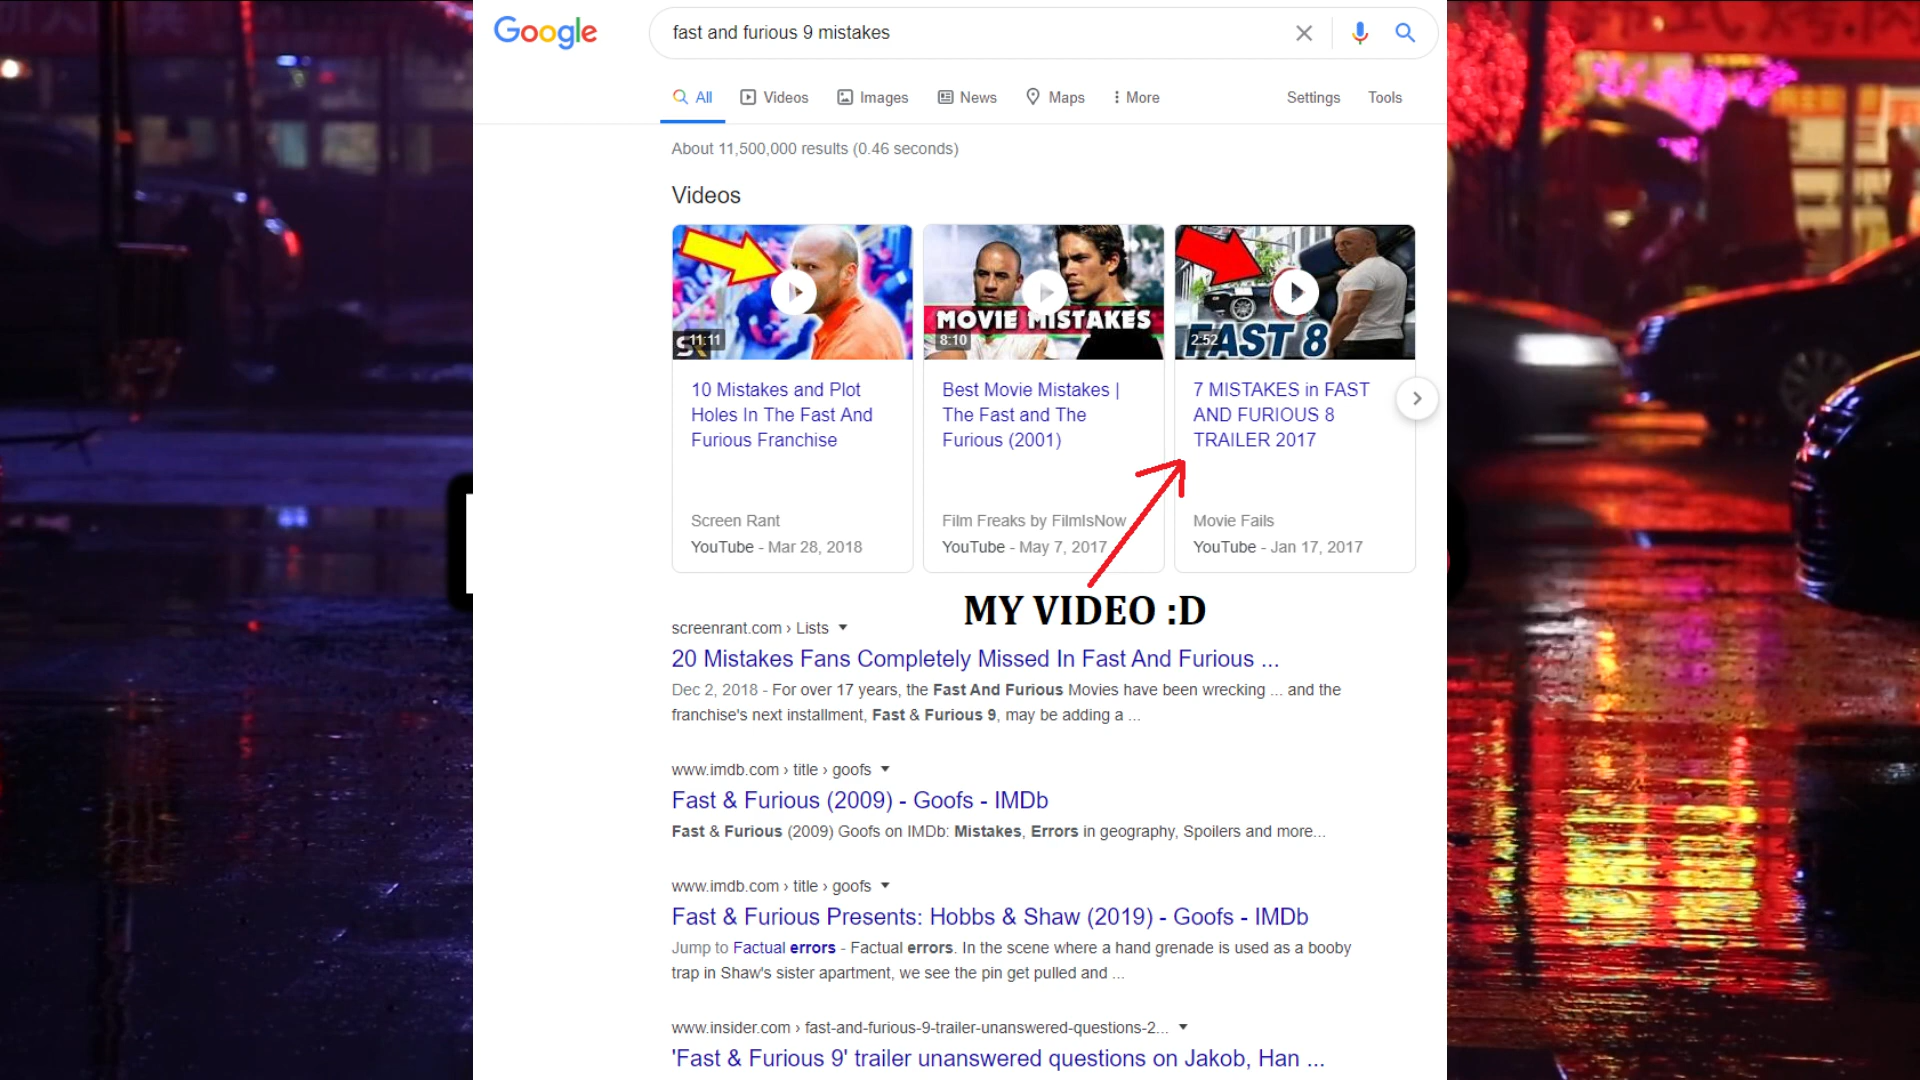 Google
fast and furious 9 mistakes
All
Videos
Images
News
Maps
More
Settings
Tools
About 11,500,000 results (0.46 seconds)
Videos
11:11
MOVIE MISTAKES
8:10
FAST 8
2:52
10 Mistakes and Plot
Holes In The Fast And
Furious Franchise
Screen Rant
YouTube - Mar 28, 2018
Best Movie Mistakes |
The Fast and The
Furious (2001)
Film Freaks by FilmIsNow
YouTube - May 7, 2017
7 MISTAKES in FAST
AND FURIOUS 8
TRAILER 2017
Movie Fails
YouTube - Jan 17, 2017
MY VIDEO :D
screenrant.com › Lists
20 Mistakes Fans Completely Missed In Fast And Furious ...
Dec 2, 2018 - For over 17 years, the Fast And Furious Movies have been wrecking ... and the
franchise's next installment, Fast & Furious 9, may be adding a ...
www.imdb.com › title › goofs
Fast & Furious (2009) - Goofs - IMDb
Fast & Furious (2009) Goofs on IMDb: Mistakes, Errors in geography, Spoilers and more...
www.imdb.com › title › goofs
Fast & Furious Presents: Hobbs & Shaw (2019) - Goofs - IMDb
Jump to Factual errors - Factual errors. In the scene where a hand grenade is used as a booby
trap in Shaw's sister apartment, we see the pin get pulled and ...
www.insider.com › fast-and-furious-9-trailer-unanswered-questions-2...
'Fast & Furious 9' trailer unanswered questions on Jakob, Han ...